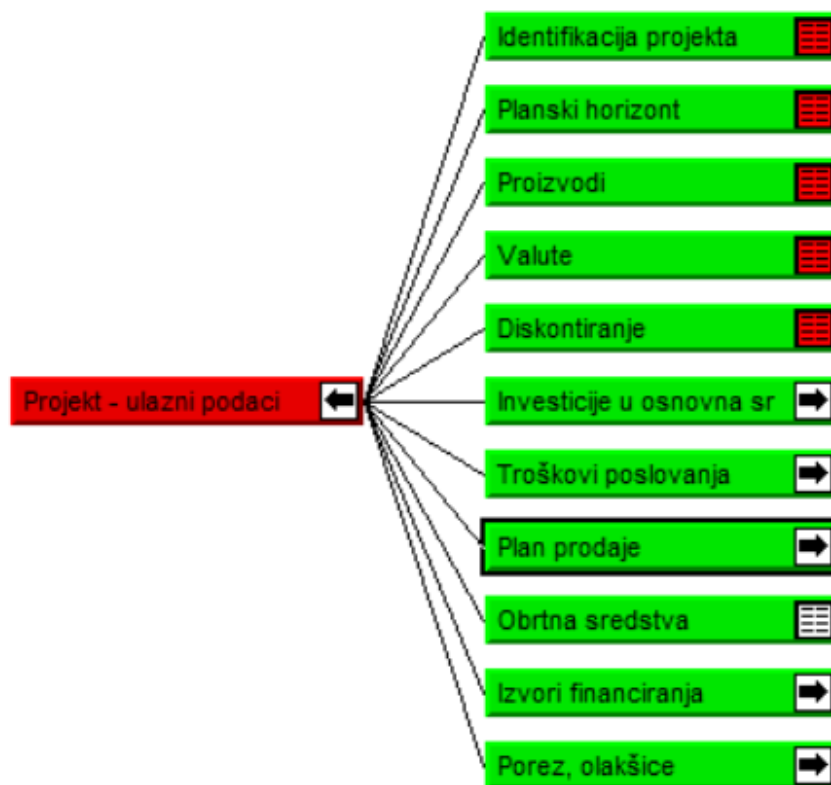 Identifikacija projekta
Planski horizont
Proizvodi
Valute
Diskontiranje
Projekt - ulazni podaci
Investicije u osnovna sr
Troškovi poslovanja
Plan prodaje
Obrtna sredstva
Izvori financiranja
Porez, olakšice